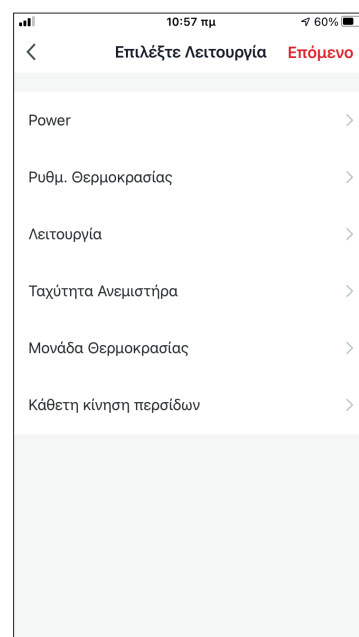 10:57 πμ 60%
Επιλέξτε Λειτουργία Επόμενο
Power
Ρυθμ. Θερμοκρασίας
Λειτουργία
Ταχύτητα Ανεμιστήρα
Μονάδα Θερμοκρασίας
Κάθετη κίνηση περσίδων